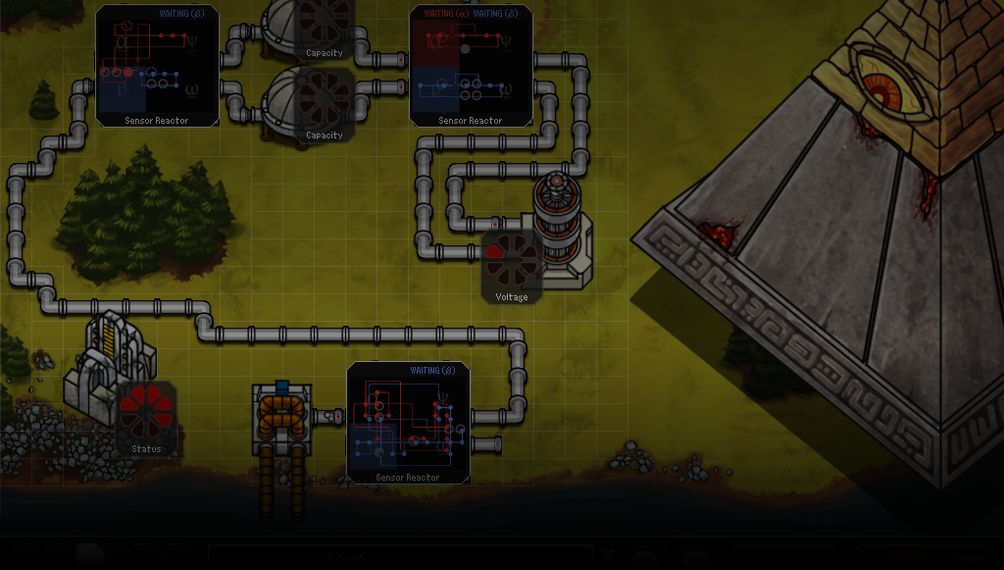 WAITING (β)
Ψ
ω
Sensor Reactor
Capacity
Capacity
WAITING (α) WAITING (β)
Ψ
ω
Sensor Reactor
Voltage
WAITING (β)
Ψ
Sensor Reactor
Status